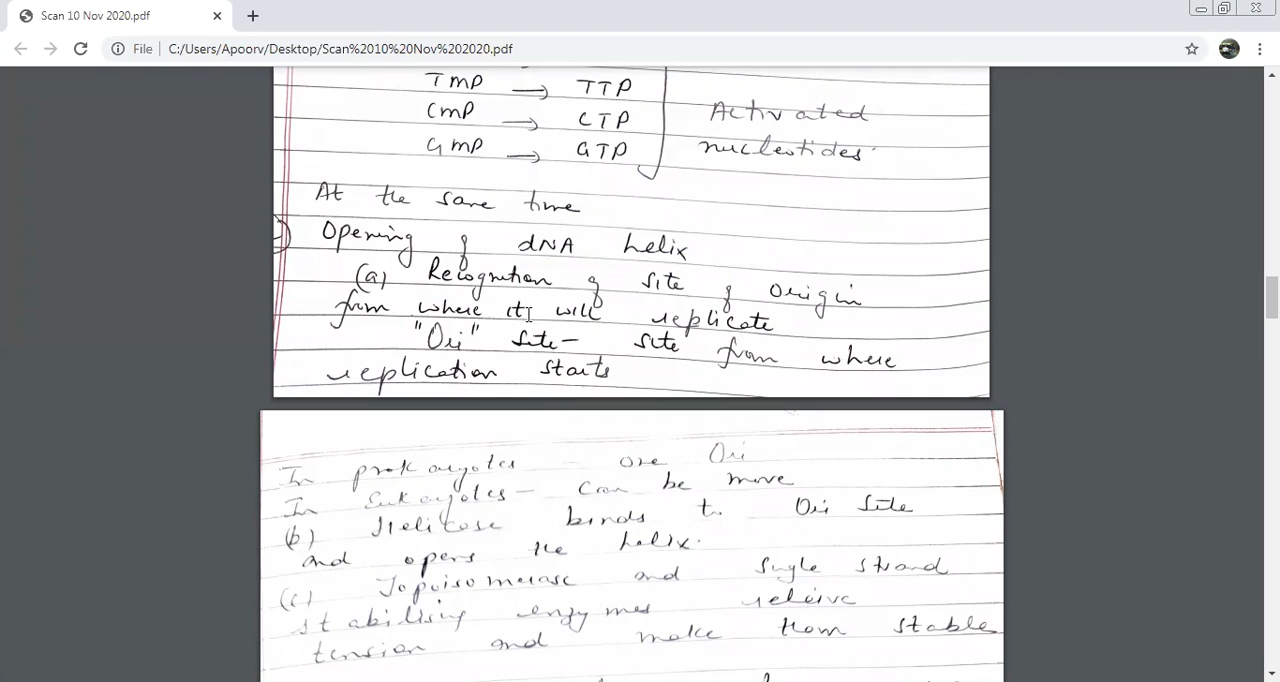 Scan 10 Nov 2020.pdf
File C:/Users/Apoorv/Desktop/Scan%2010%20Nov%202020.pdf
TMP → TTP
CMP → CTP
GMP → GTP
Activated
nucleotides
At the same time
Opening of dNA helix
(a) Recognition of site of origin
from where it will replicate
"Ori" site - site from where
replication starts
In prokaryotes - one Ori
In Eukaryotes - can be more
(b) Helicase binds to Ori site
and opens the helix.
(c) Topoisomerase and single strand
stabilising enzymes relieve
tension and make them stable